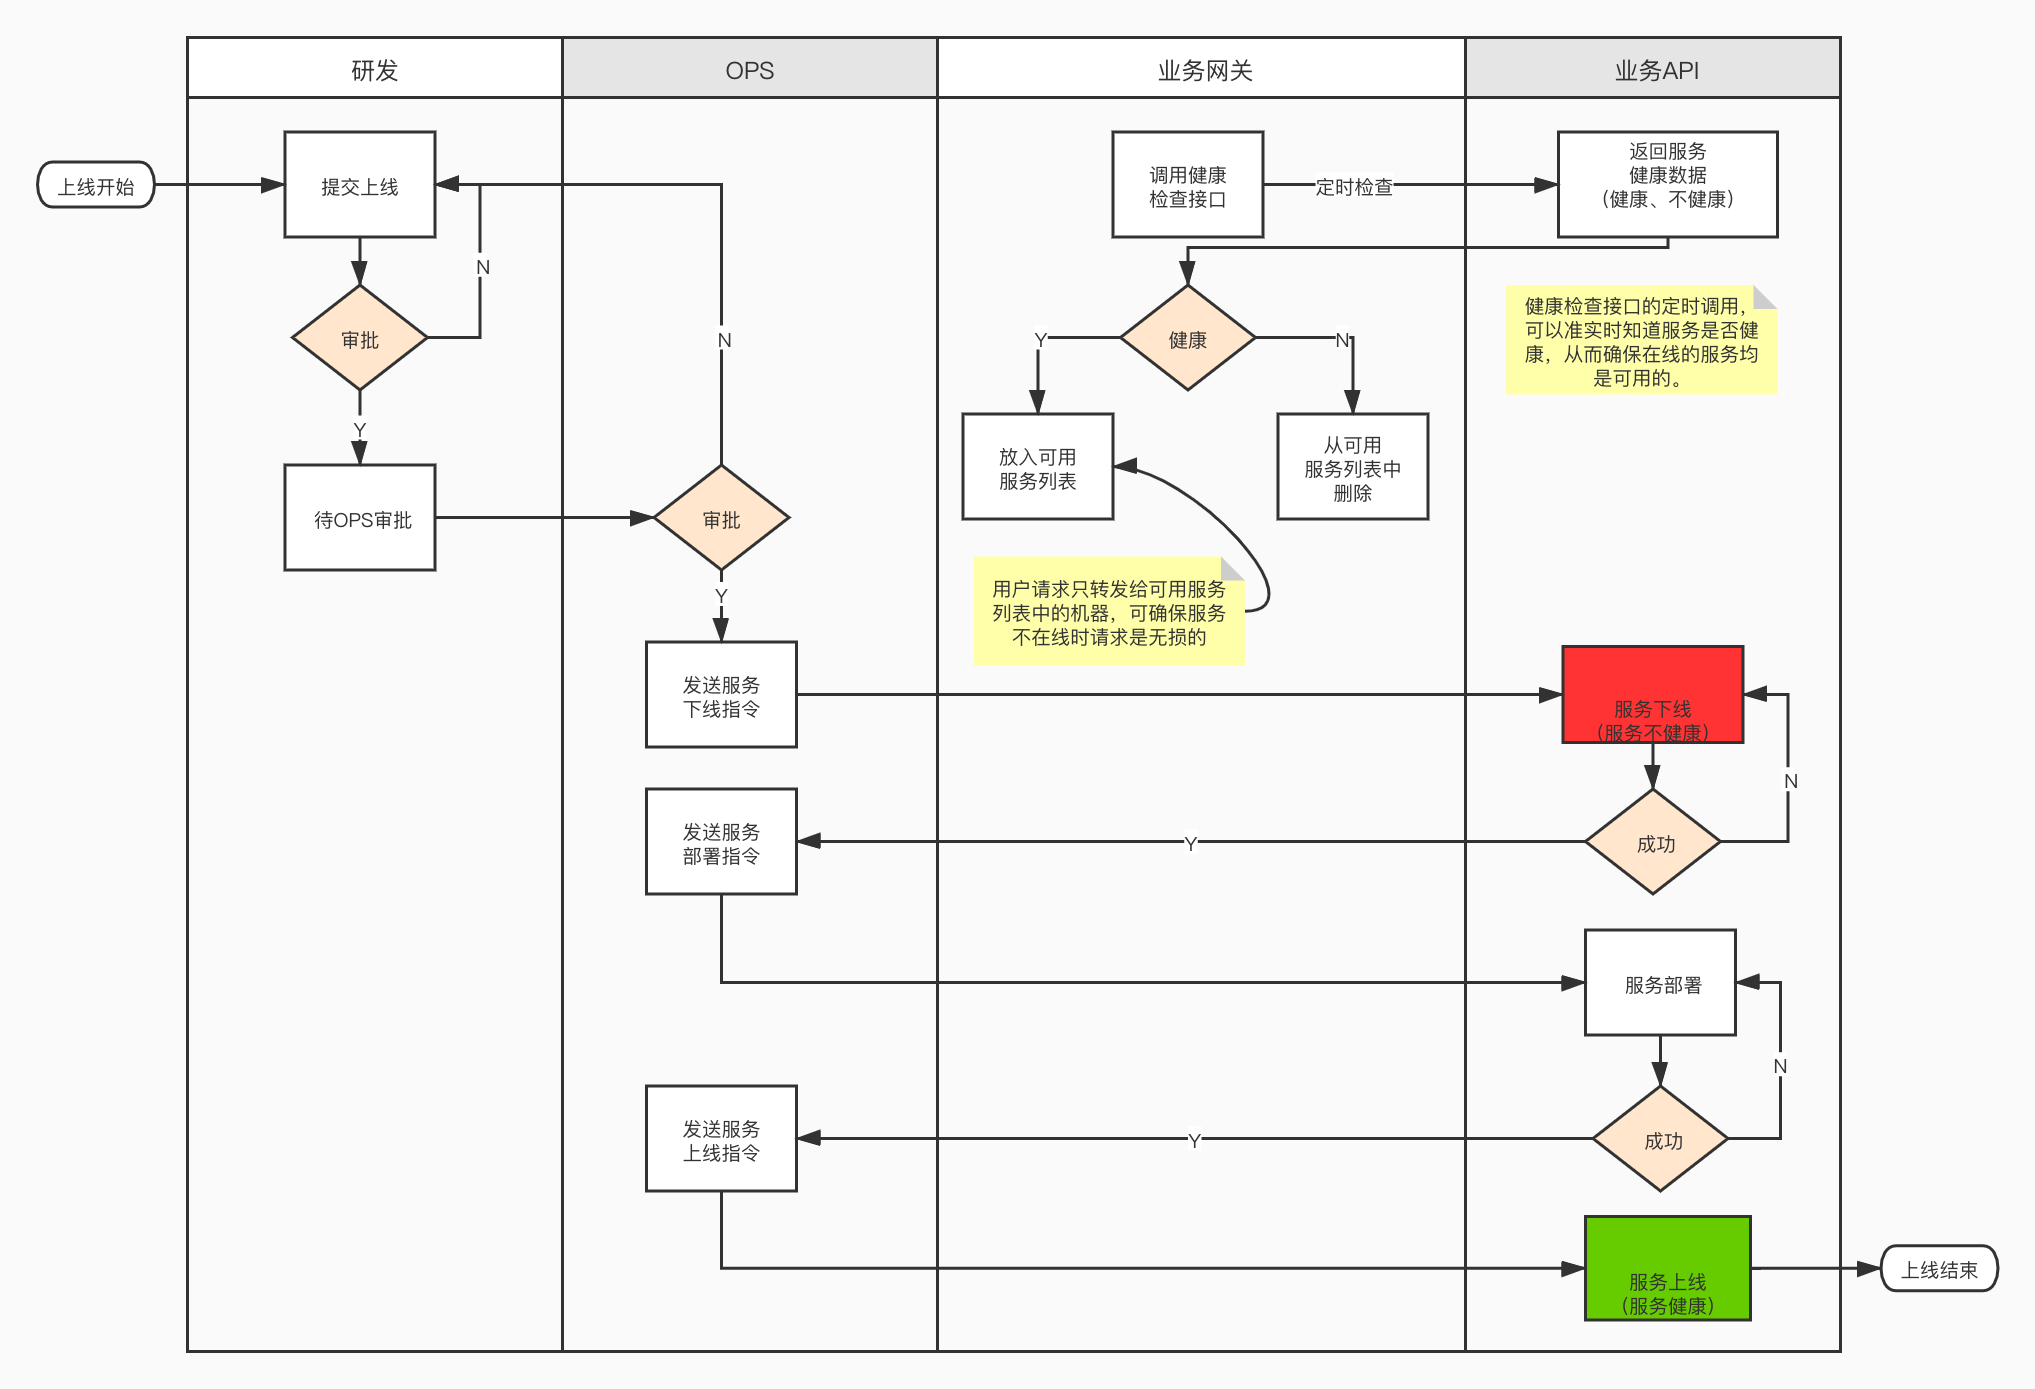 研发
OPS
业务网关
业务API
上线开始
提交上线
调用健康
检查接口
定时检查
返回服务
健康数据
（健康、不健康）
N
审批
N
健康
Y
N
健康检查接口的定时调用，
可以准实时知道服务是否健
康，从而确保在线的服务均
是可用的。
Y
待OPS审批
审批
放入可用
服务列表
从可用
服务列表中
删除
Y
用户请求只转发给可用服务
列表中的机器，可确保服务
不在线时请求是无损的
发送服务
下线指令
服务下线
（服务不健康）
N
发送服务
部署指令
Y
成功
服务部署
N
发送服务
上线指令
Y
成功
服务上线
（服务健康）
上线结束